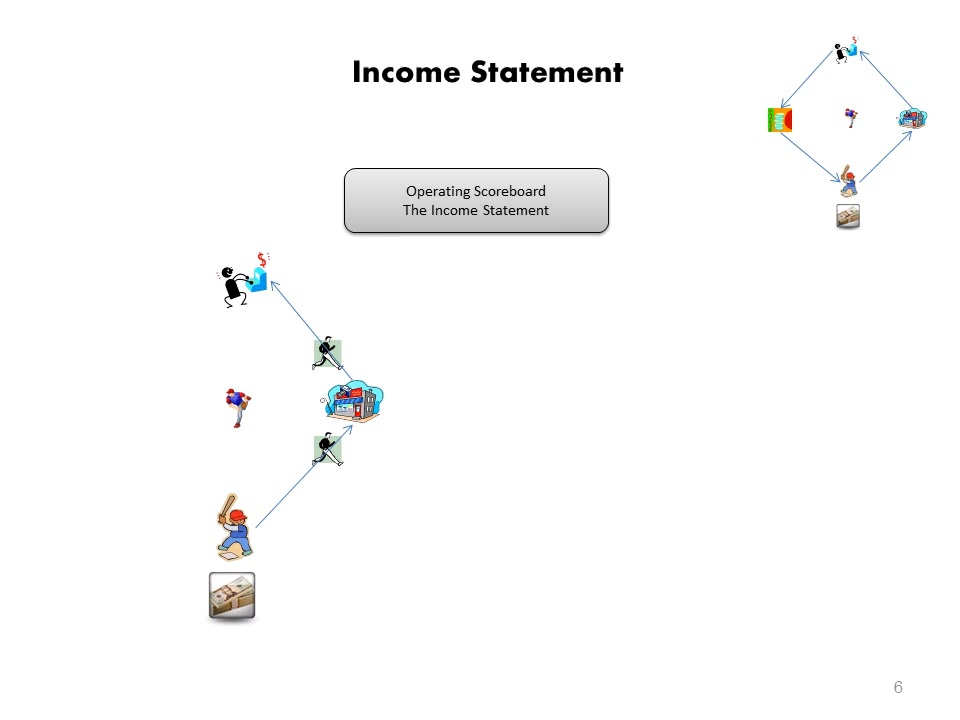 Income Statement
Operating Scoreboard
The Income Statement
$
$
6